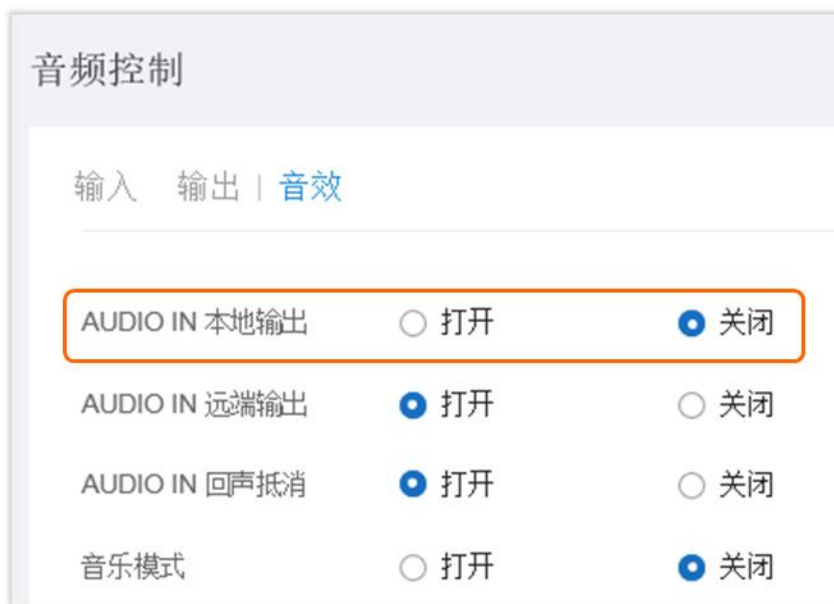 音频控制
输入 输出 | 音效
AUDIO IN 本地输出 打开 关闭
AUDIO IN 远端输出 打开 关闭
AUDIO IN 回声抵消 打开 关闭
音乐模式 打开 关闭